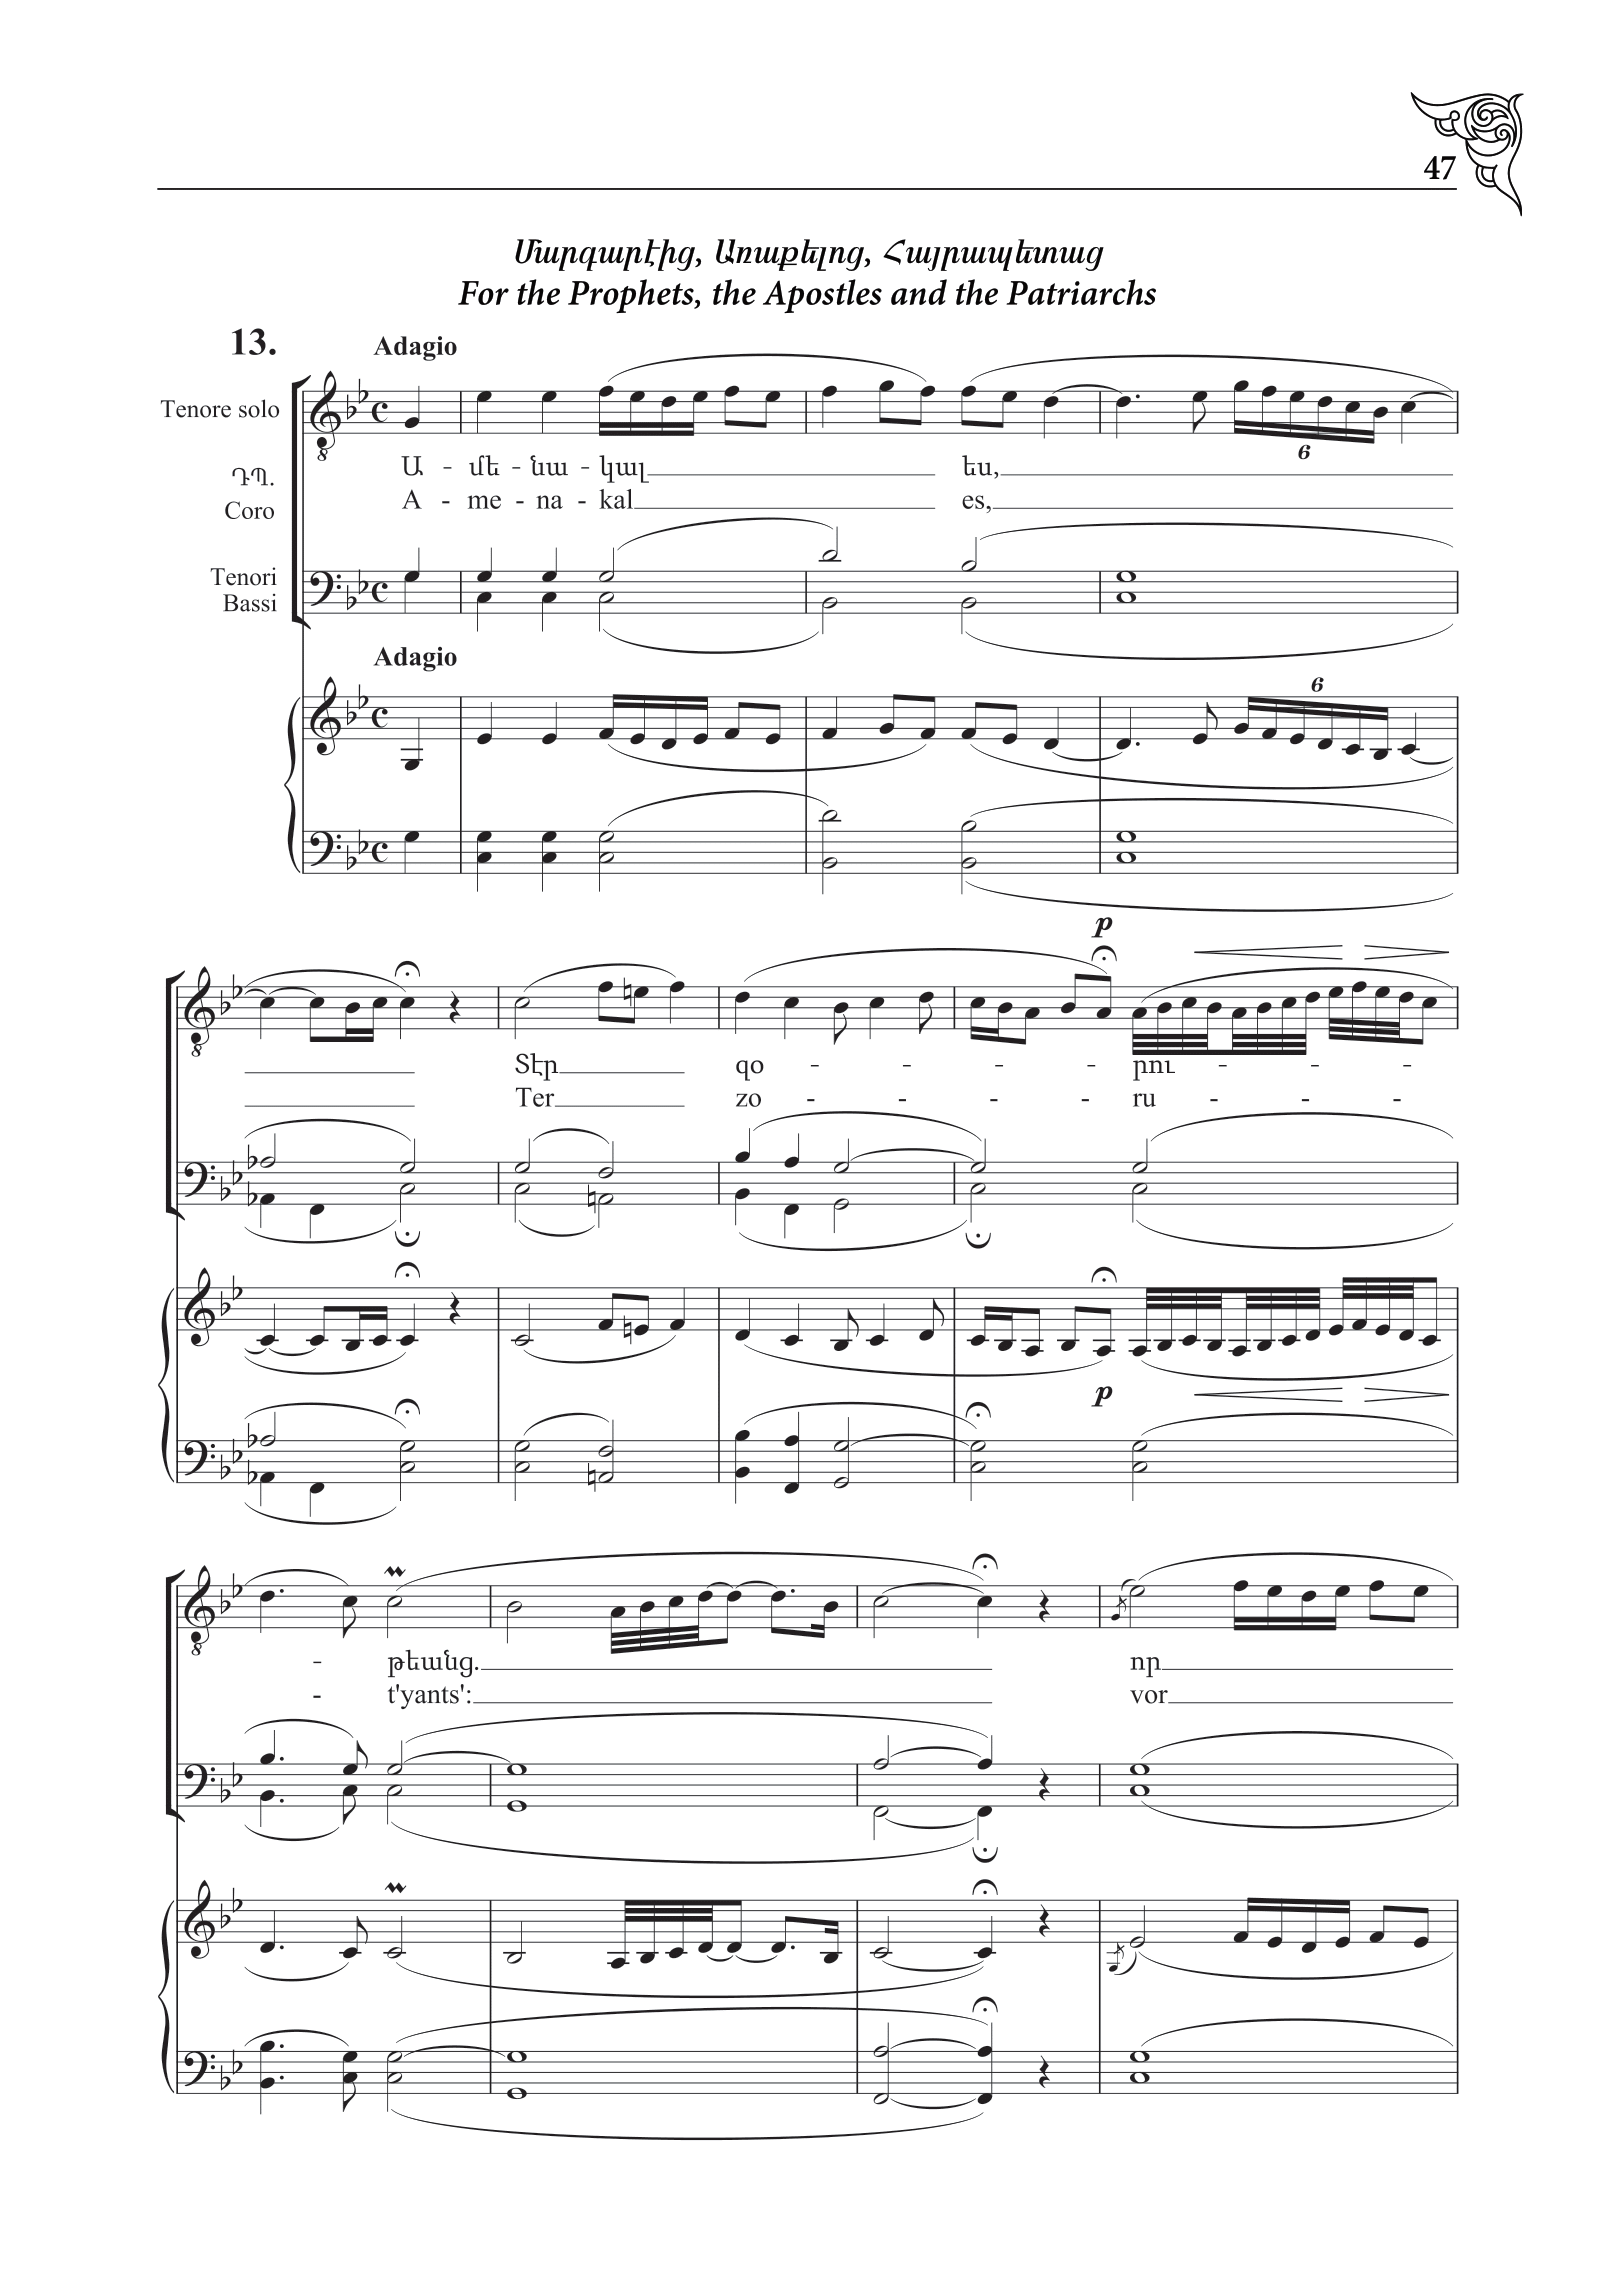 47
Մարգարէից, Առաքելոց, Հայրապետաց
For the Prophets, the Apostles and the Patriarchs
13.
Adagio
Tenore solo
6
ԴՊ.
Ա - մե - նա - կալ ես,
Coro
A - me - na - kal es,
Tenori
Bassi
Adagio
6
p
Տէր զօ - - - - րու - - -
Ter zo - - - - ru - - -
p
- թեանց. որ
- t'yants': vor